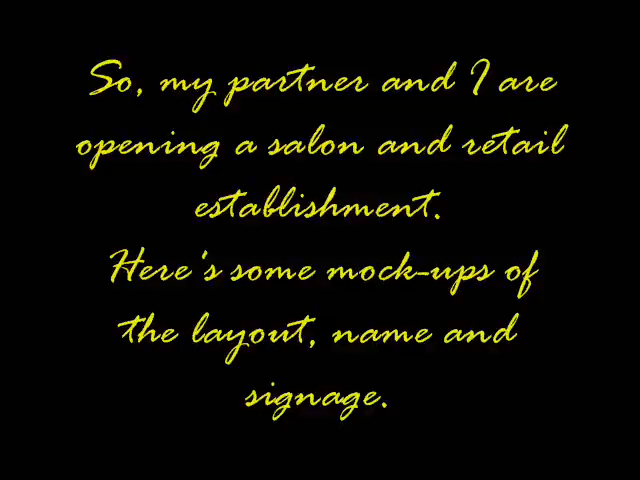 So, my partner and I are
opening a salon and retail
establishment.
Here's some mock-ups of
the layout, name and
signage.